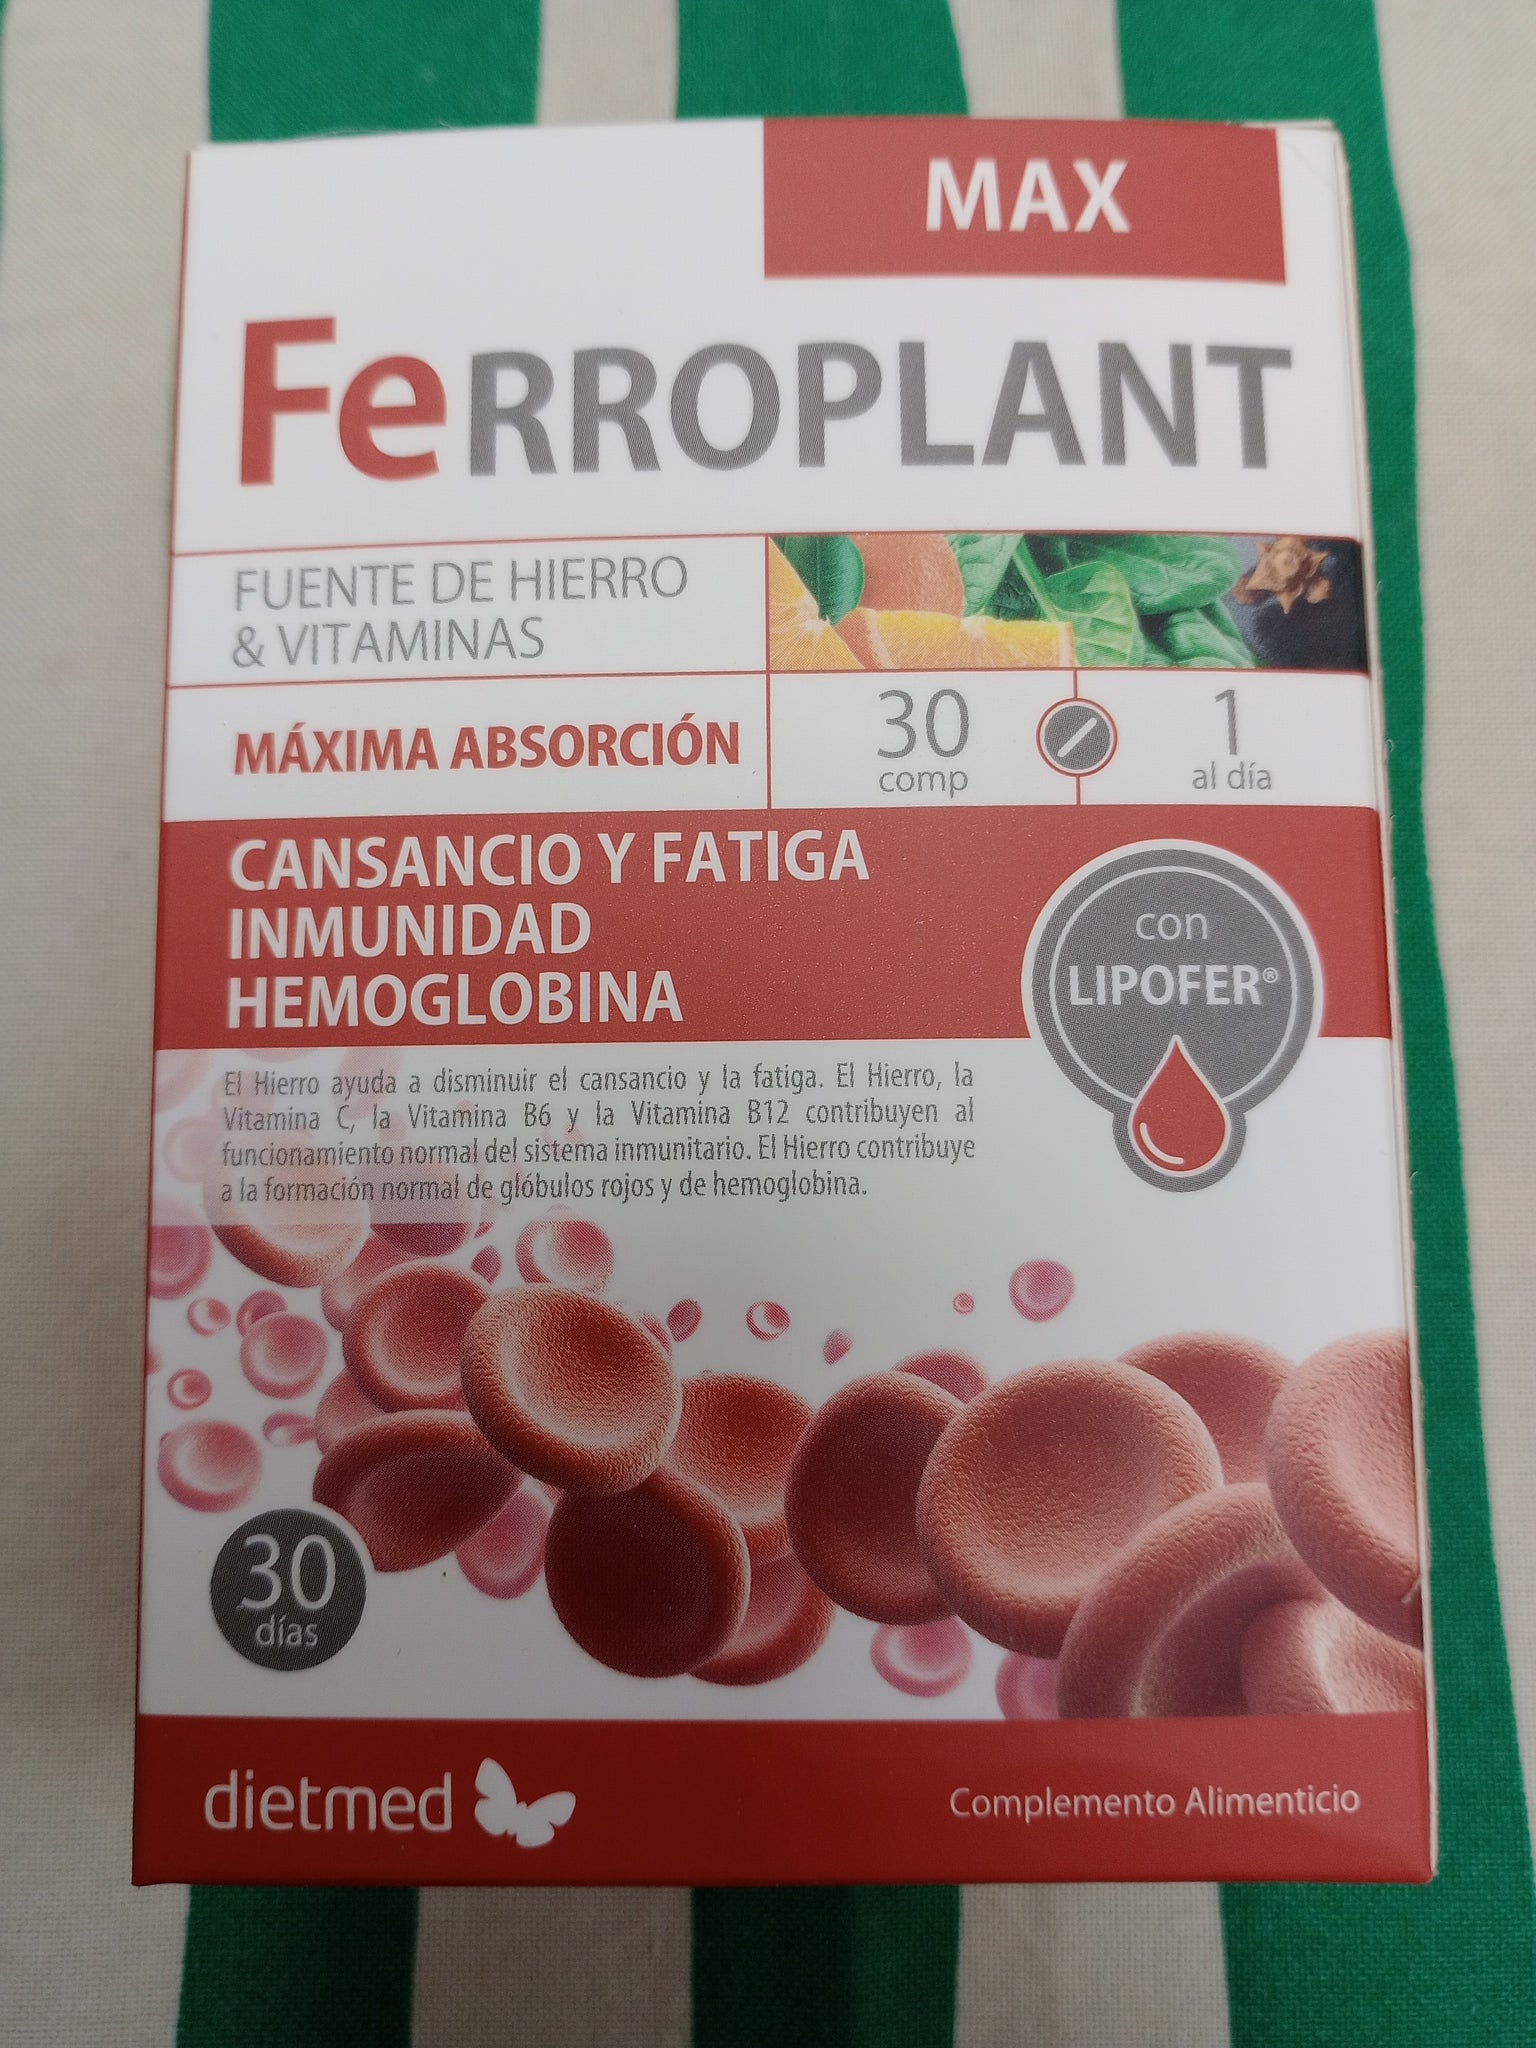 MAX
FeRROPLANT
FUENTE DE HIERRO
& VITAMINAS
MÁXIMA ABSORCIÓN
30
comp
1
al día
CANSANCIO Y FATIGA
INMUNIDAD
HEMOGLOBINA
con
LIPOFER®
El Hierro ayuda a disminuir el cansancio y la fatiga. El Hierro, la
Vitamina C, la Vitamina B6 y la Vitamina B12 contribuyen al
funcionamiento normal del sistema inmunitario. El Hierro contribuye
a la formación normal de glóbulos rojos y de hemoglobina.
30
días
dietmed
Complemento Alimenticio